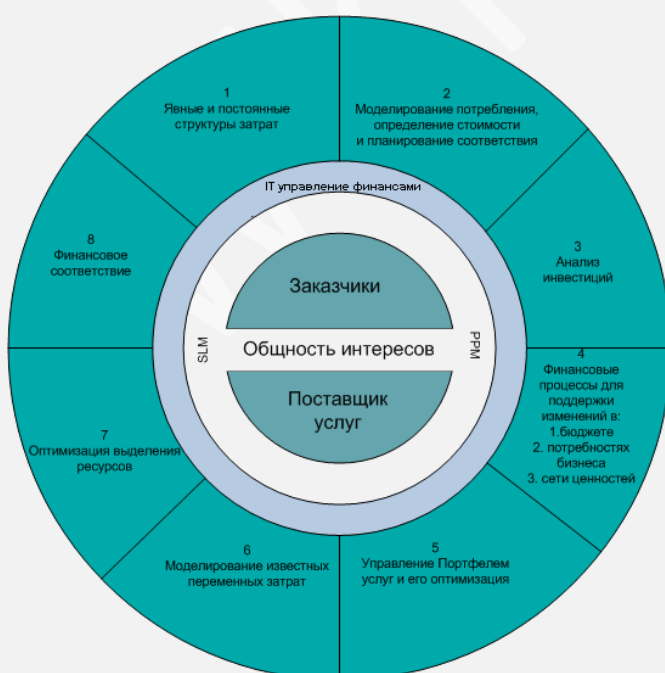 1
Явные и постоянные
структуры затрат
2
Моделирование потребления,
определение стоимости
и планирование соответствия
3
Анализ
инвестиций
4
Финансовые
процессы для
поддержки
изменений в:
1.бюджете
2. потребностях
бизнеса
3. сети ценностей
5
Управление Портфелем
услуг и его оптимизация
6
Моделирование известных
переменных затрат
7
Оптимизация выделения
ресурсов
8
Финансовое
соответствие
IT управление финансами
Заказчики
SLM
Общность интересов
PPM
Поставщик
услуг